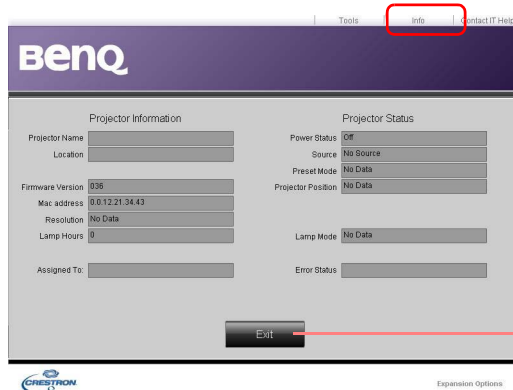 Tools Info Contact IT Help
BenQ
Projector Information
Projector Name
Location
Firmware Version 036
Mac address 0.0.12.21.34.43
Resolution No Data
Lamp Hours 0
Assigned To:
Projector Status
Power Status Off
Source No Source
Preset Mode No Data
Projector Position No Data
Lamp Mode No Data
Error Status
Exit
CRESTRON
Expansion Options